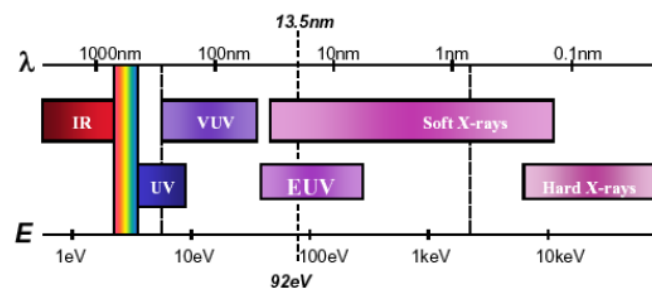 13.5nm
λ 1000nm 100nm 10nm 1nm 0.1nm
IR VUV Soft X-rays
UV EUV Hard X-rays
E
1eV 10eV 100eV 1keV 10keV
92eV